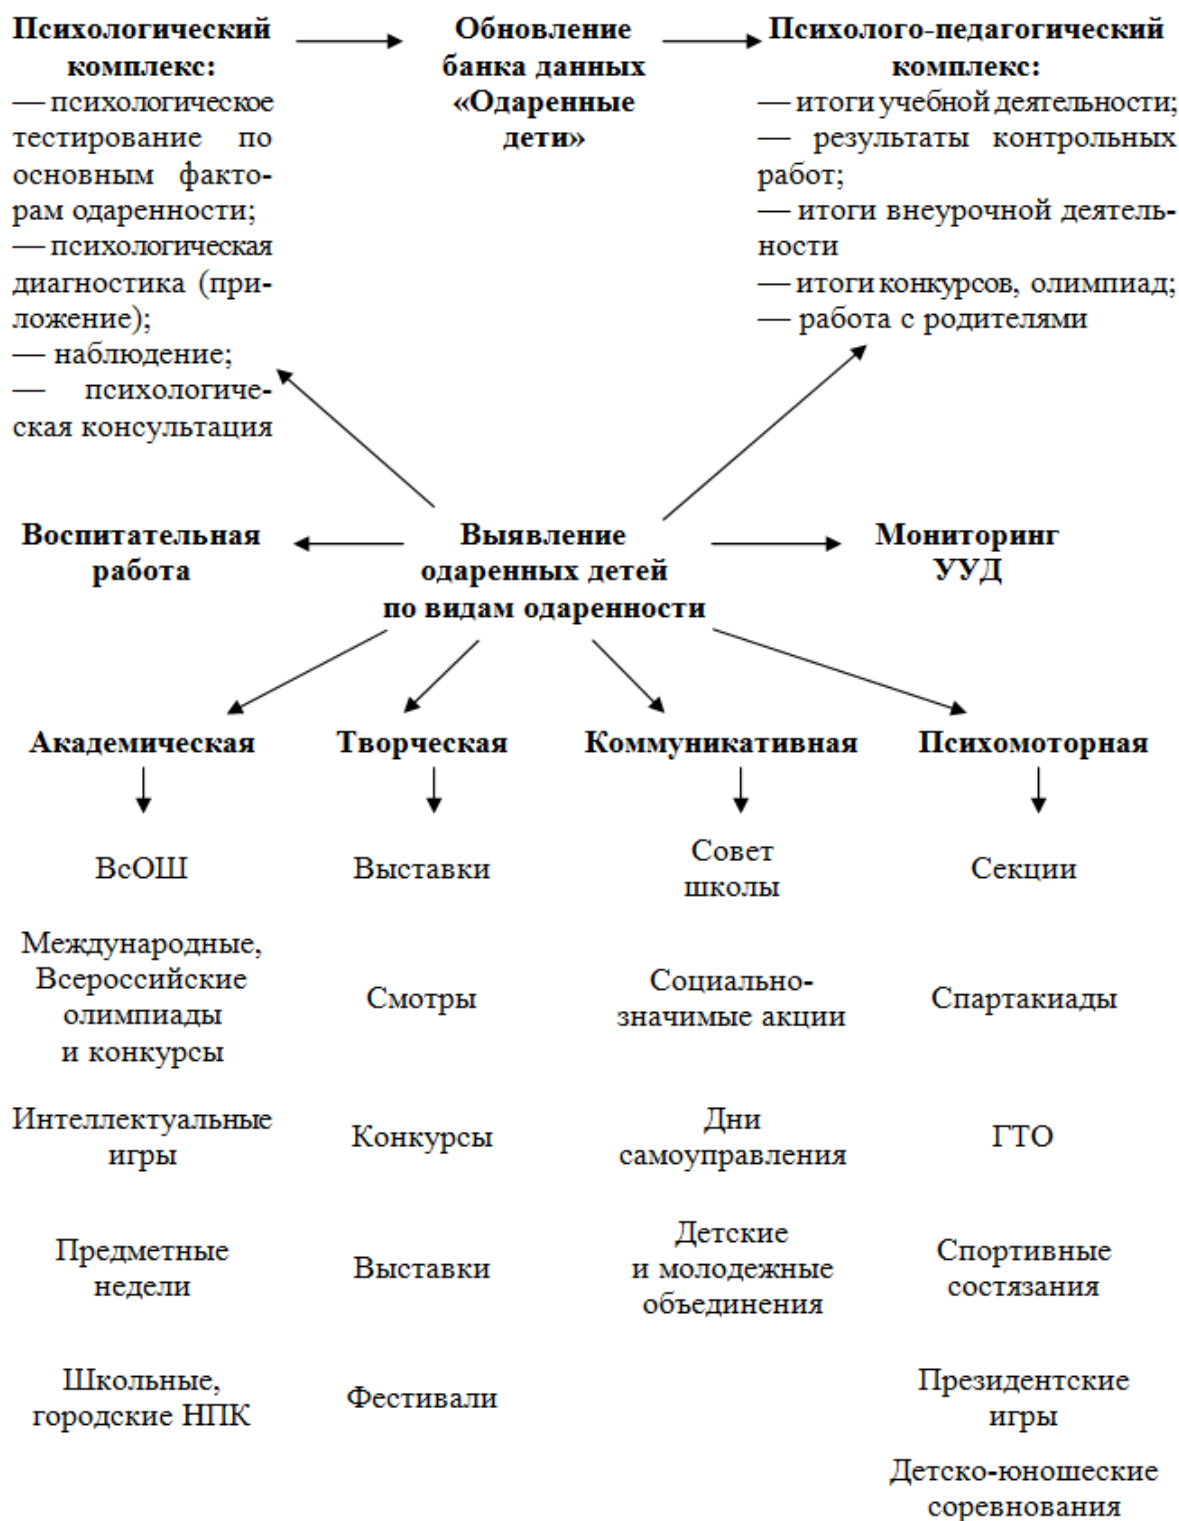 Психологический
комплекс:
— психологическое
тестирование по
основным факто-
рам одаренности;
— психологическая
диагностика (при-
ложение);
— наблюдение;
— психологиче-
ская консультация
Обновление
банка данных
«Одаренные
дети»
Психолого-педагогический
комплекс:
— итоги учебной деятельности;
— результаты контрольных
работ;
— итоги внеурочной деятель-
ности
— итоги конкурсов, олимпиад;
— работа с родителями
Воспитательная
работа
Выявление
одаренных детей
по видам одаренности
Мониторинг
УУД
Академическая
Творческая
Коммуникативная
Психомоторная
ВсОШ
Выставки
Совет
школы
Секции
Международные,
Всероссийские
олимпиады
и конкурсы
Смотры
Социально-
значимые акции
Спартакиады
Интеллектуальные
игры
Конкурсы
Дни
самоуправления
ГТО
Предметные
недели
Выставки
Детские
и молодежные
объединения
Спортивные
состязания
Школьные,
городские НПК
Фестивали
Президентские
игры
Детско-юношеские
соревнования